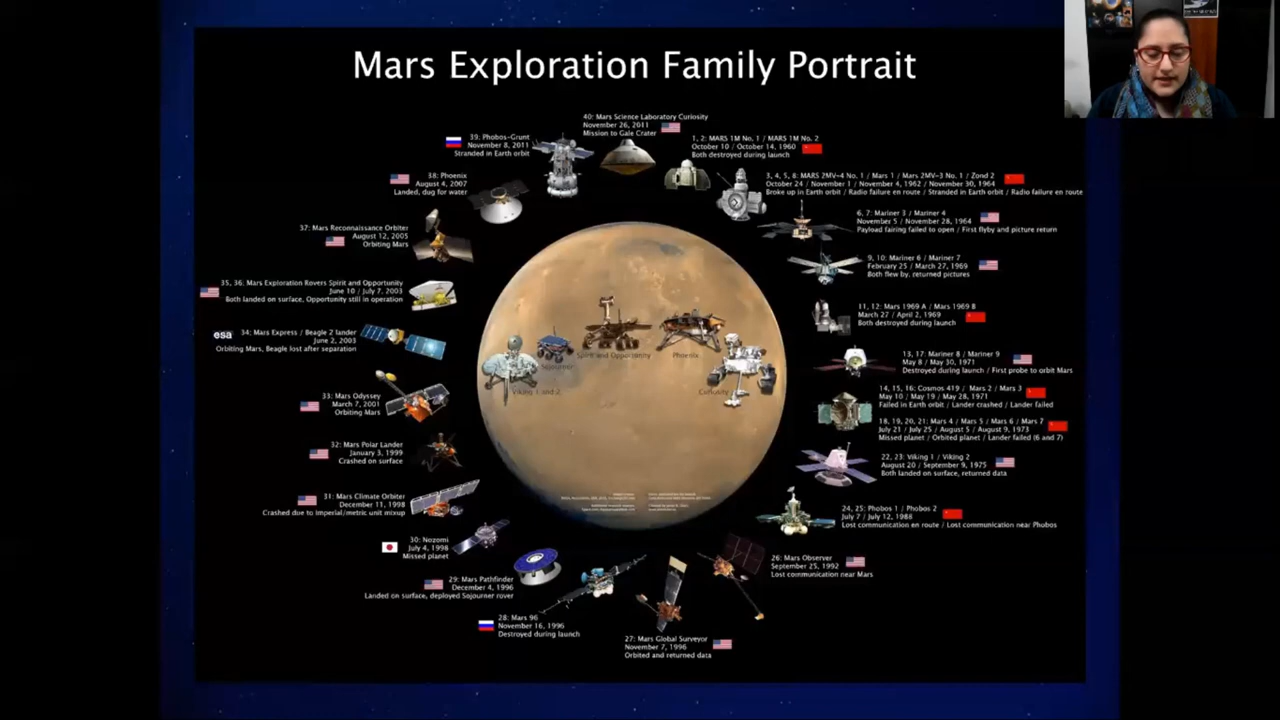 Mars Exploration Family Portrait
40: Mars Science Laboratory Curiosity
November 26, 2011
Mission to Gale Crater
1, 2: MARS 1M No. 1 / MARS 1M No. 2
October 10 / October 14, 1960
Both destroyed during launch
3, 4, 5, 8: MARS 2MV-4 No. 1 / Mars 1 / Mars 2MV-3 No. 1 / Zond 2
October 24 / November 1 / November 4, 1962 / November 30, 1964
Broke up in Earth orbit / Radio failure en route / Stranded in Earth orbit / Radio failure en route
6, 7: Mariner 3 / Mariner 4
November 5 / November 28, 1964
Payload fairing failed to open / First flyby and picture return
9, 10: Mariner 6 / Mariner 7
February 25 / March 27, 1969
Both flew by, returned pictures
11, 12: Mars 1969 A / Mars 1969 B
March 27 / April 2, 1969
Both destroyed during launch
13, 17: Mariner 8 / Mariner 9
May 8 / May 30, 1971
Destroyed during launch / First probe to orbit Mars
14, 15, 16: Cosmos 419 / Mars 2 / Mars 3
May 10 / May 19 / May 28, 1971
Failed in Earth orbit / Lander crashed / Lander failed
18, 19, 20, 21: Mars 4 / Mars 5 / Mars 6 / Mars 7
July 21 / July 25 / August 5 / August 9, 1973
Missed planet / Orbited planet / Lander failed (6 and 7)
22, 23: Viking 1 / Viking 2
August 20 / September 9, 1975
Both landed on surface, returned data
24, 25: Phobos 1 / Phobos 2
July 7 / July 12, 1988
Lost communication en route / Lost communication near Phobos
26: Mars Observer
September 25, 1992
Lost communication near Mars
27: Mars Global Surveyor
November 7, 1996
Orbited and returned data
28: Mars 96
November 16, 1996
Destroyed during launch
29: Mars Pathfinder
December 4, 1996
Landed on surface, deployed Sojourner rover
30: Nozomi
July 4, 1998
Missed planet
31: Mars Climate Orbiter
December 11, 1998
Crashed due to Imperial/metric unit mixup
32: Mars Polar Lander
January 3, 1999
Crashed on surface
33: Mars Odyssey
March 7, 2001
Orbiting Mars
esa
34: Mars Express / Beagle 2 lander
June 2, 2003
Orbiting Mars, Beagle lost after separation
35, 36: Mars Exploration Rovers Spirit and Opportunity
June 10 / July 7, 2003
Both landed on surface, Opportunity still in operation
37: Mars Reconnaissance Orbiter
August 12, 2005
Orbiting Mars
38: Phoenix
August 4, 2007
Landed, dug for water
39: Phobos-Grunt
November 8, 2011
Stranded in Earth orbit
Viking 1 and 2
Sojourner
Spirit and Opportunity
Phoenix
Curiosity